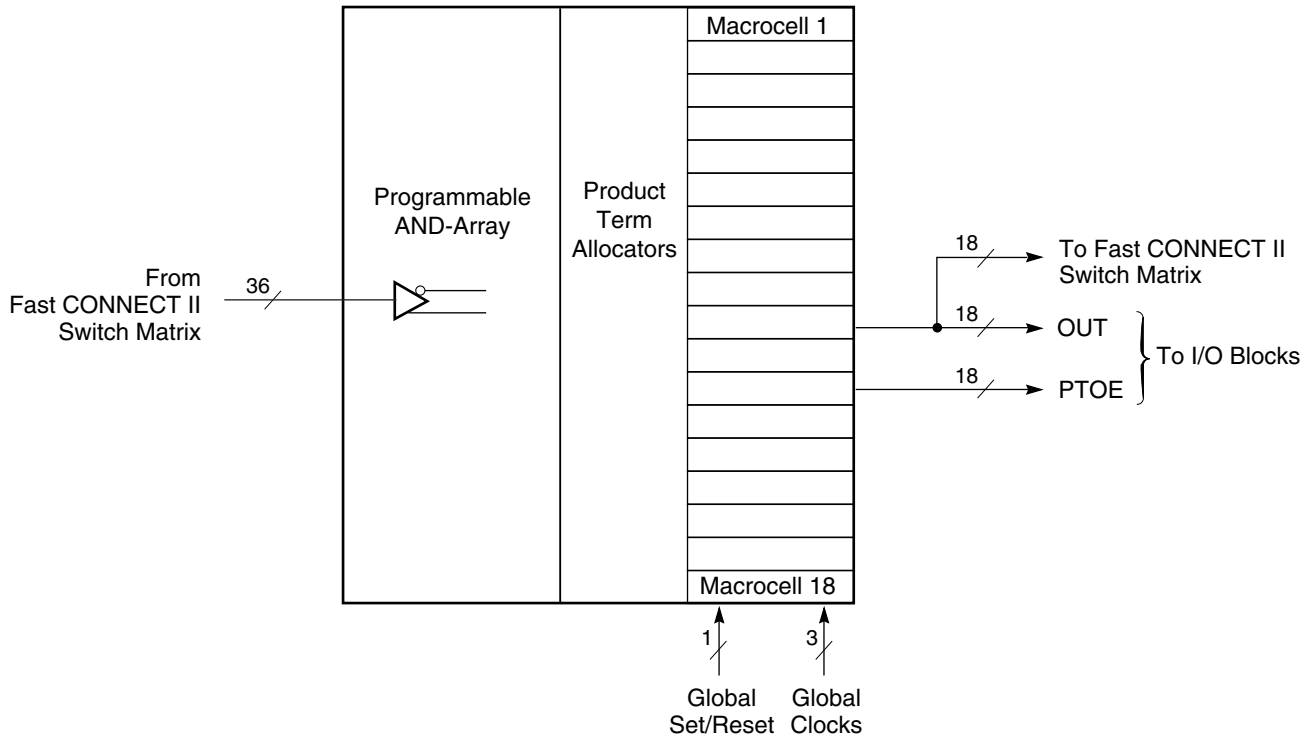 Macrocell 1
Programmable
AND-Array
Product
Term
Allocators
From
Fast CONNECT II
Switch Matrix
36
18
To Fast CONNECT II
Switch Matrix
18
OUT
To I/O Blocks
18
PTOE
Macrocell 18
1
3
Global
Set/Reset
Global
Clocks